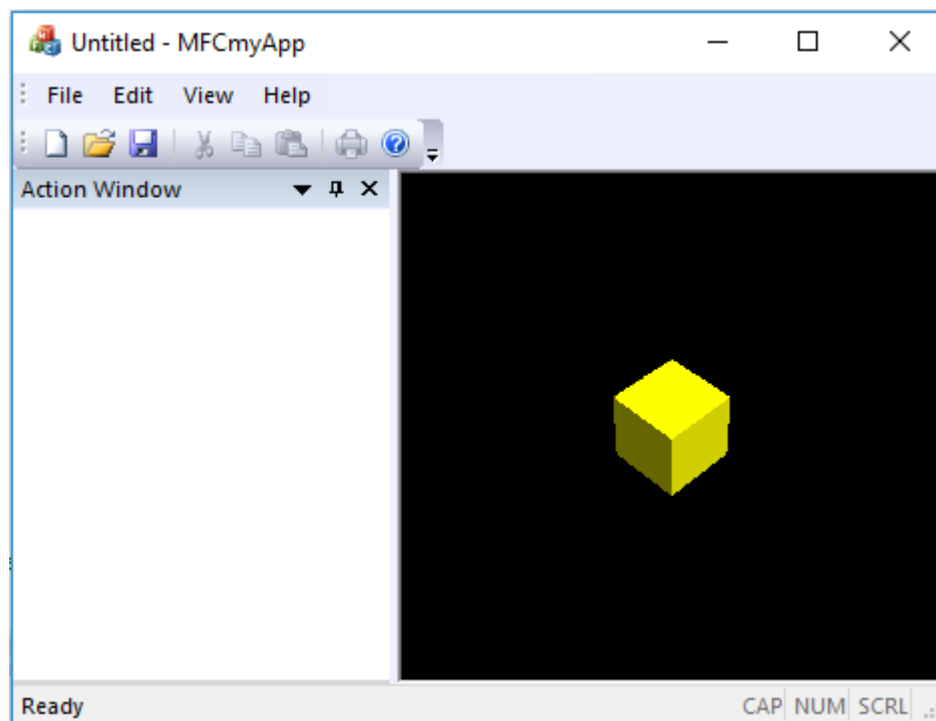 Untitled - MFCmyApp
File Edit View Help
Action Window
Ready CAP NUM SCRL